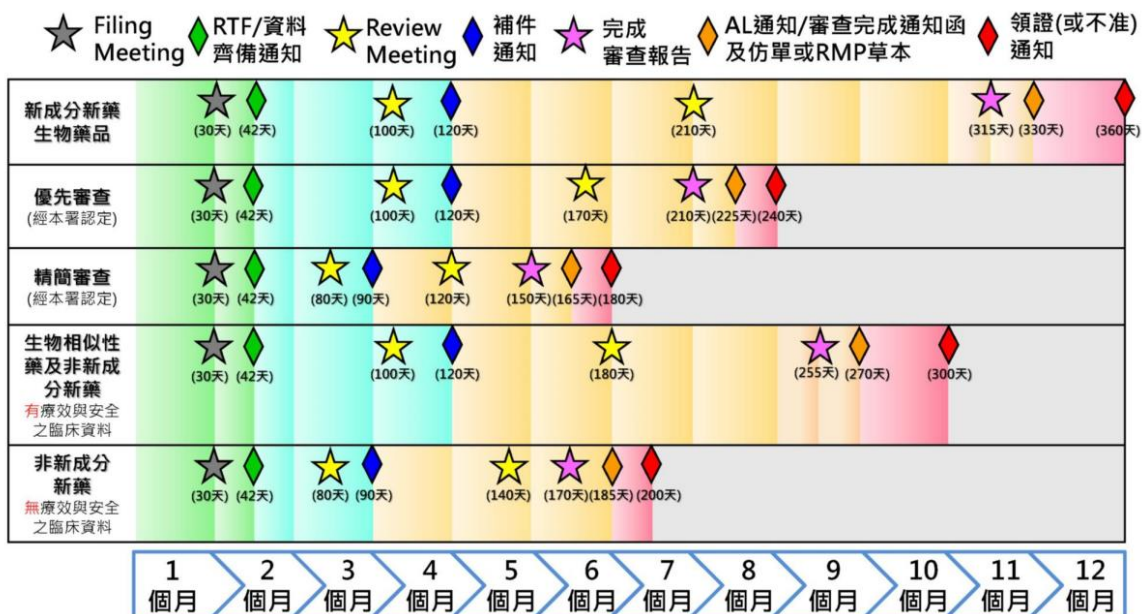 Filing
Meeting
RTF/資料
齊備通知
Review
Meeting
補件
通知
完成
審查報告
AL通知/審查完成通知函
及仿單或RMP草本
領證(或不准)
通知
新成分新藥
生物藥品
(30天) (42天) (100天) (120天) (210天) (315天) (330天) (360天)
優先審查
(經本署認定)
(30天) (42天) (100天) (120天) (170天) (210天) (225天) (240天)
精簡審查
(經本署認定)
(30天) (42天) (80天) (90天) (120天) (150天) (165天) (180天)
生物相似性
藥及非新成
分新藥
有療效與安全
之臨床資料
(30天) (42天) (100天) (120天) (180天) (255天) (270天) (300天)
非新成分
新藥
無療效與安全
之臨床資料
(30天) (42天) (80天) (90天) (140天) (170天) (185天) (200天)
1 2 3 4 5 6 7 8 9 10 11 12
個月 個月 個月 個月 個月 個月 個月 個月 個月 個月 個月 個月